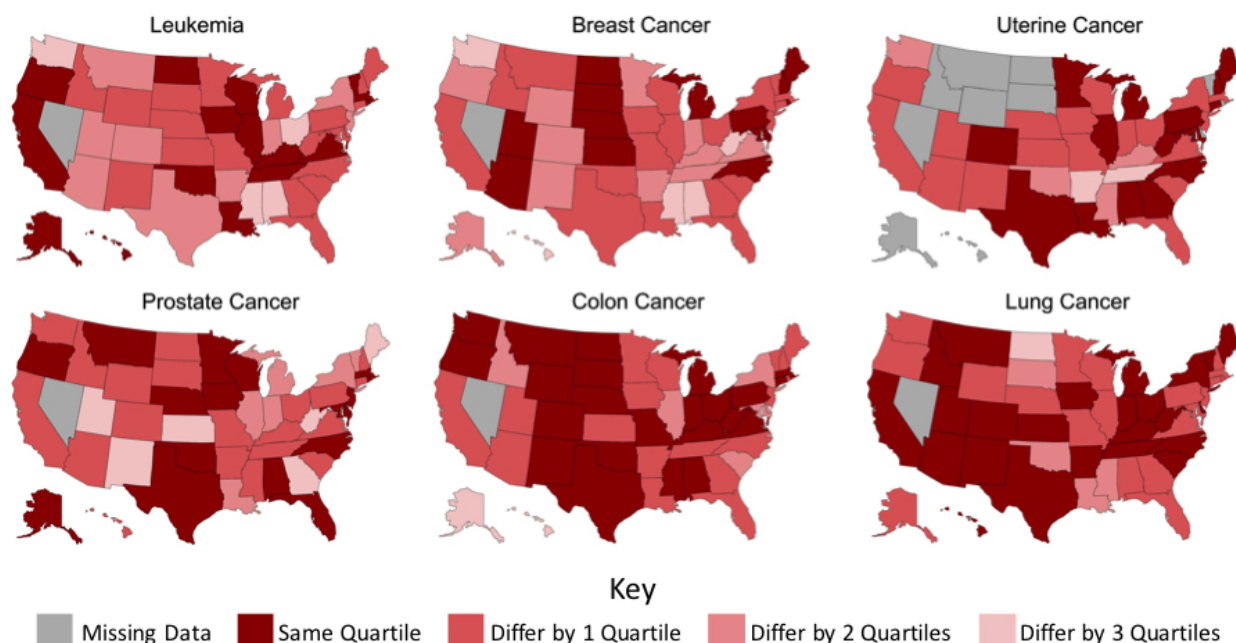 Leukemia
Breast Cancer
Uterine Cancer
Prostate Cancer
Colon Cancer
Lung Cancer
Key
Missing Data
Same Quartile
Differ by 1 Quartile
Differ by 2 Quartiles
Differ by 3 Quartiles